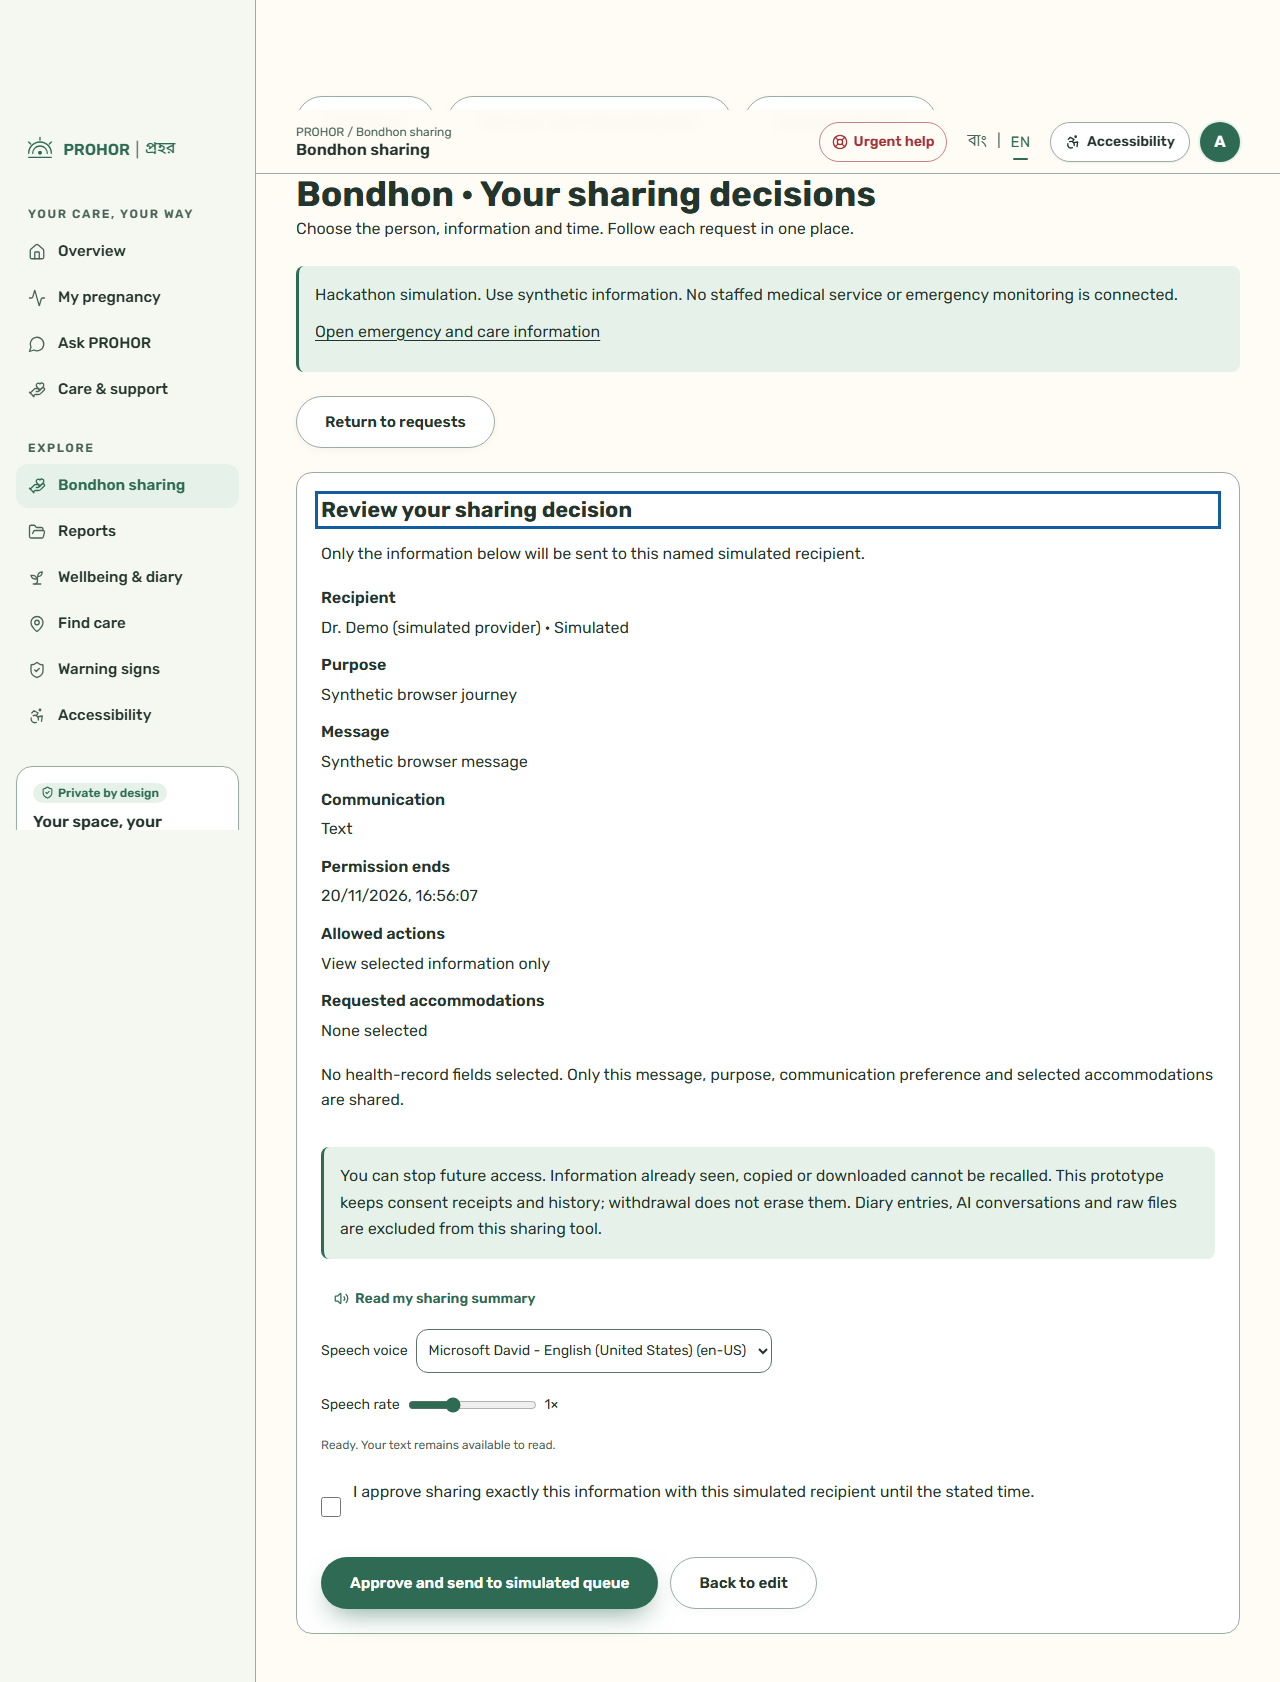 PROHOR / Bondhon sharing
Bondhon sharing
Urgent help
বাং | EN
Accessibility
A
PROHOR | প্রহর
YOUR CARE, YOUR WAY
Overview
My pregnancy
Ask PROHOR
Care & support
EXPLORE
Bondhon sharing
Reports
Wellbeing & diary
Find care
Warning signs
Accessibility
Private by design
Your space, your
Bondhon • Your sharing decisions
Choose the person, information and time. Follow each request in one place.
Hackathon simulation. Use synthetic information. No staffed medical service or emergency monitoring is connected.
Open emergency and care information
Return to requests
Review your sharing decision
Only the information below will be sent to this named simulated recipient.
Recipient
Dr. Demo (simulated provider) • Simulated
Purpose
Synthetic browser journey
Message
Synthetic browser message
Communication
Text
Permission ends
20/11/2026, 16:56:07
Allowed actions
View selected information only
Requested accommodations
None selected
No health-record fields selected. Only this message, purpose, communication preference and selected accommodations
are shared.
You can stop future access. Information already seen, copied or downloaded cannot be recalled. This prototype
keeps consent receipts and history; withdrawal does not erase them. Diary entries, AI conversations and raw files
are excluded from this sharing tool.
Read my sharing summary
Speech voice
Microsoft David - English (United States) (en-US)
Speech rate
1×
Ready. Your text remains available to read.
I approve sharing exactly this information with this simulated recipient until the stated time.
Approve and send to simulated queue
Back to edit